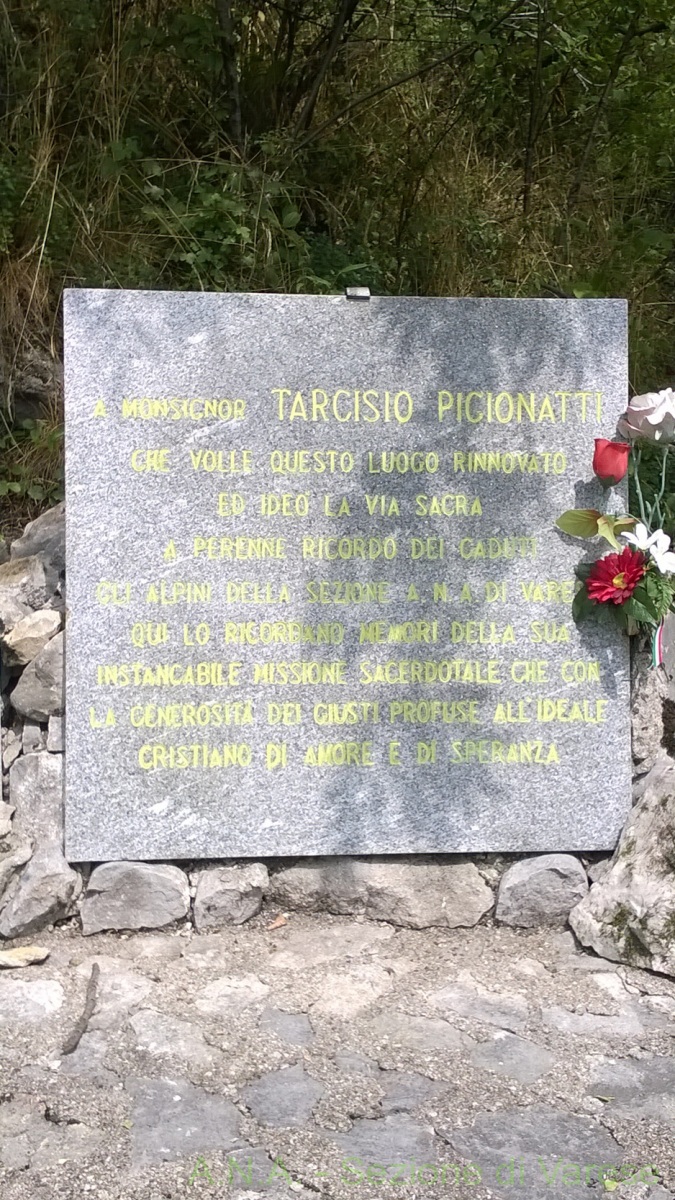 A MONSIGNOR TARCISIO PICIONATTI
CHE VOLLE QUESTO LUOGO RINNOVATO
ED IDEO LA VIA SACRA
A PERENNE RICORDO DEI CADUTI
GLI ALPINI DELLA SEZIONE A.N.A DI VARE
QUI LO RICORDANO MEMORI DELLA SUA
INSTANCABILE MISSIONE SACERDOTALE CHE CON
LA GENEROSITÀ DEI GIUSTI PROFUSE ALL'IDEALE
CRISTIANO DI AMORE E DI SPERANZA
A.N.A. - Sezione di Varese